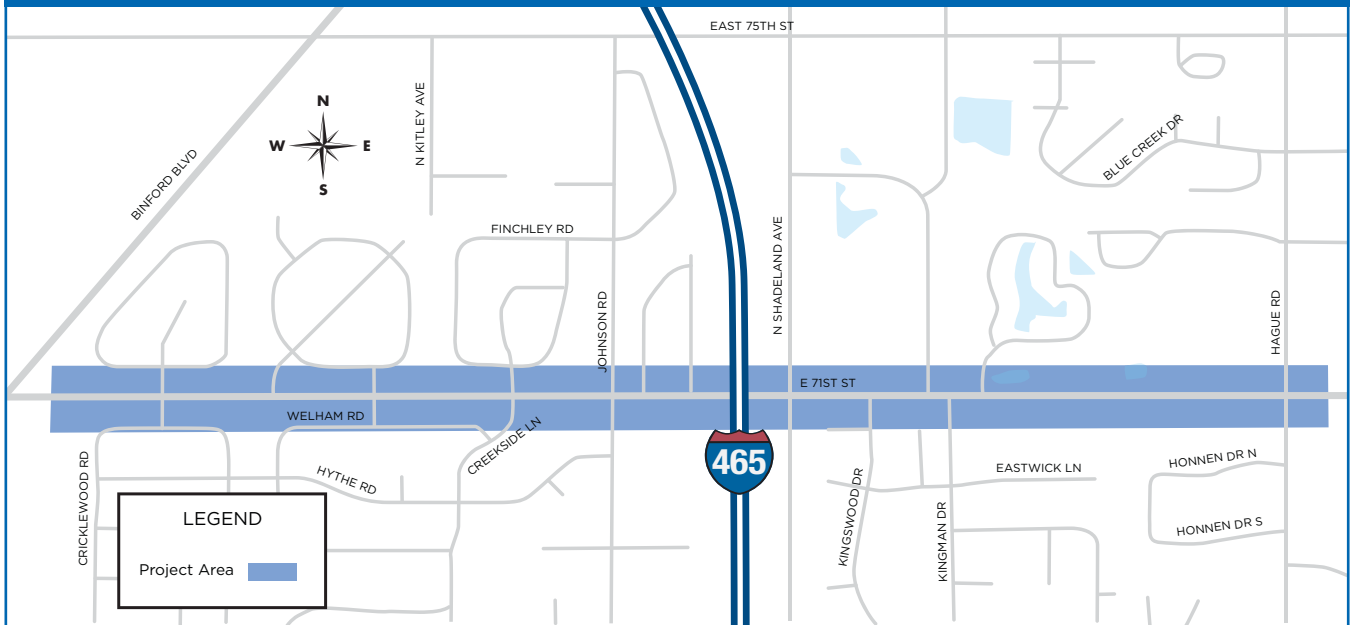 EAST 75TH ST
N KITLEY AVE
N
W E
S
BINFORD BLVD
BLUE CREEK DR
FINCHLEY RD
N SHADELAND AVE
JOHNSON RD
HAGUE RD
E 71ST ST
WELHAM RD
CREEKSIDE LN
465
CRICKLEWOOD RD
HYTHE RD
KINGSWOOD DR
EASTWICK LN
HONNEN DR N
KINGMAN DR
HONNEN DR S
LEGEND
Project Area